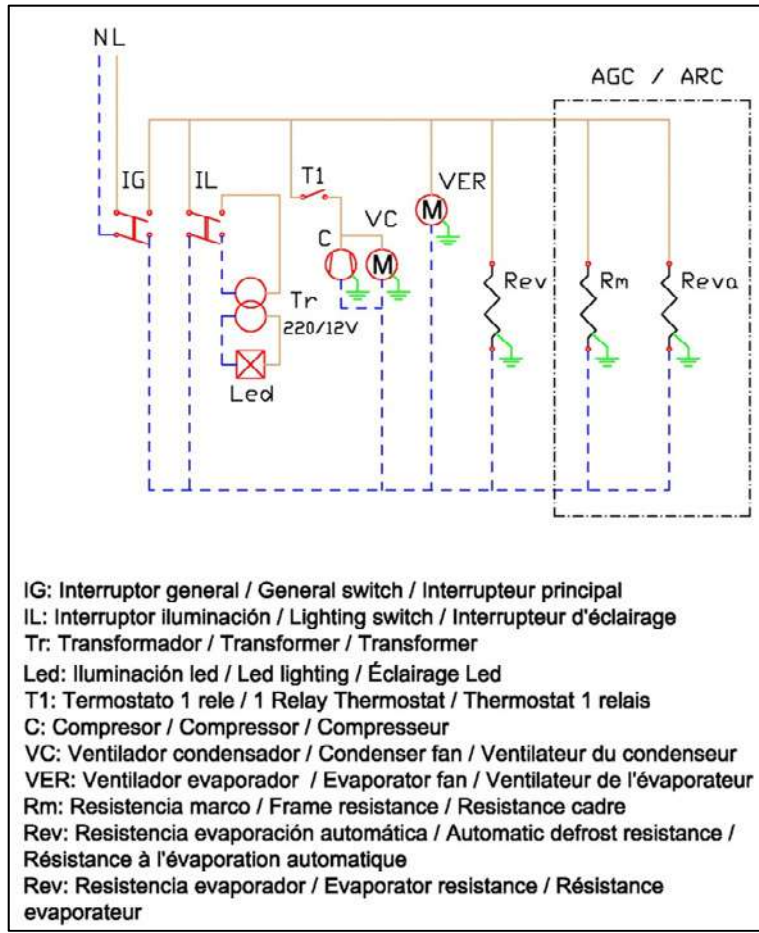 NL
AGC / ARC
IG
IL
T1
VER
C
VC
M
M
Rev
Rm
Reva
Tr
220/12V
Led
IG: Interruptor general / General switch / Interrupteur principal
IL: Interruptor iluminación / Lighting switch / Interrupteur d'éclairage
Tr: Transformador / Transformer / Transformer
Led: Iluminación led / Led lighting / Éclairage Led
T1: Termostato 1 rele / 1 Relay Thermostat / Thermostat 1 relais
C: Compresor / Compressor / Compresseur
VC: Ventilador condensador / Condenser fan / Ventilateur du condenseur
VER: Ventilador evaporador / Evaporator fan / Ventilateur de l'évaporateur
Rm: Resistencia marco / Frame resistance / Resistance cadre
Rev: Resistencia evaporación automática / Automatic defrost resistance /
Résistance à l'évaporation automatique
Rev: Resistencia evaporador / Evaporator resistance / Résistance
evaporateur